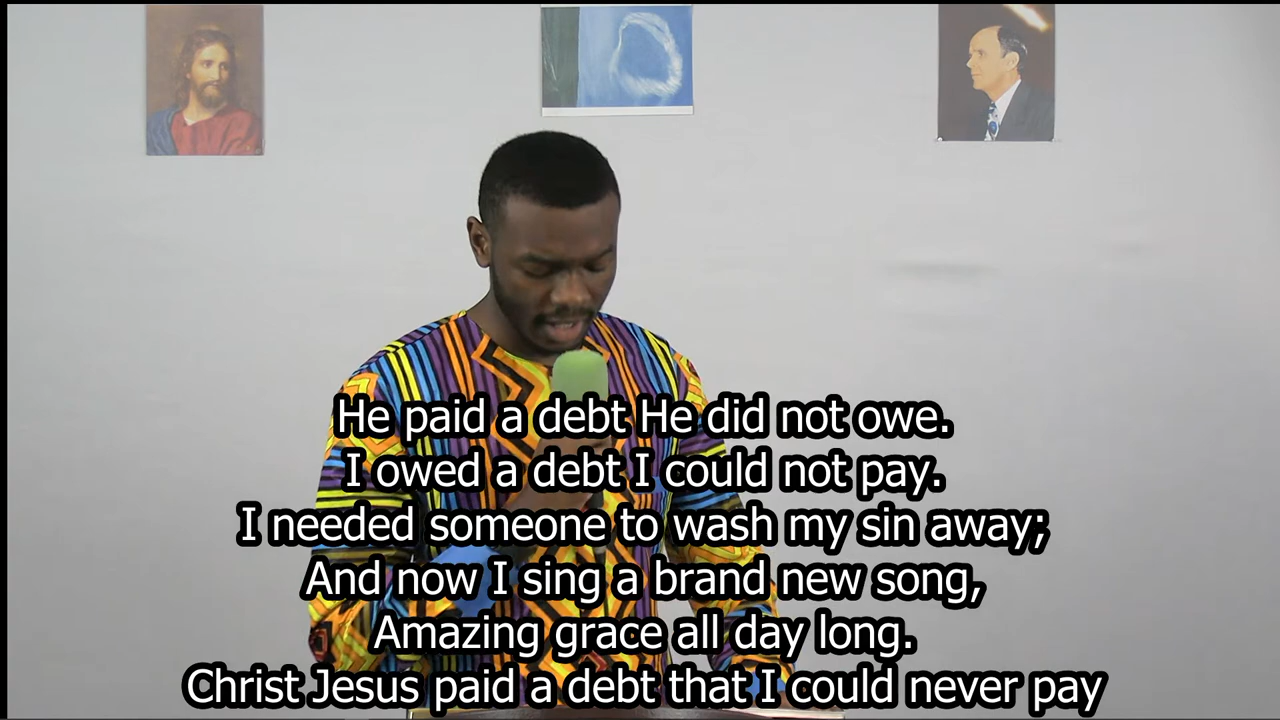 He paid a debt He did not owe.
I owed a debt I could not pay.
I needed someone to wash my sin away;
And now I sing a brand new song,
Amazing grace all day long.
Christ Jesus paid a debt that I could never pay